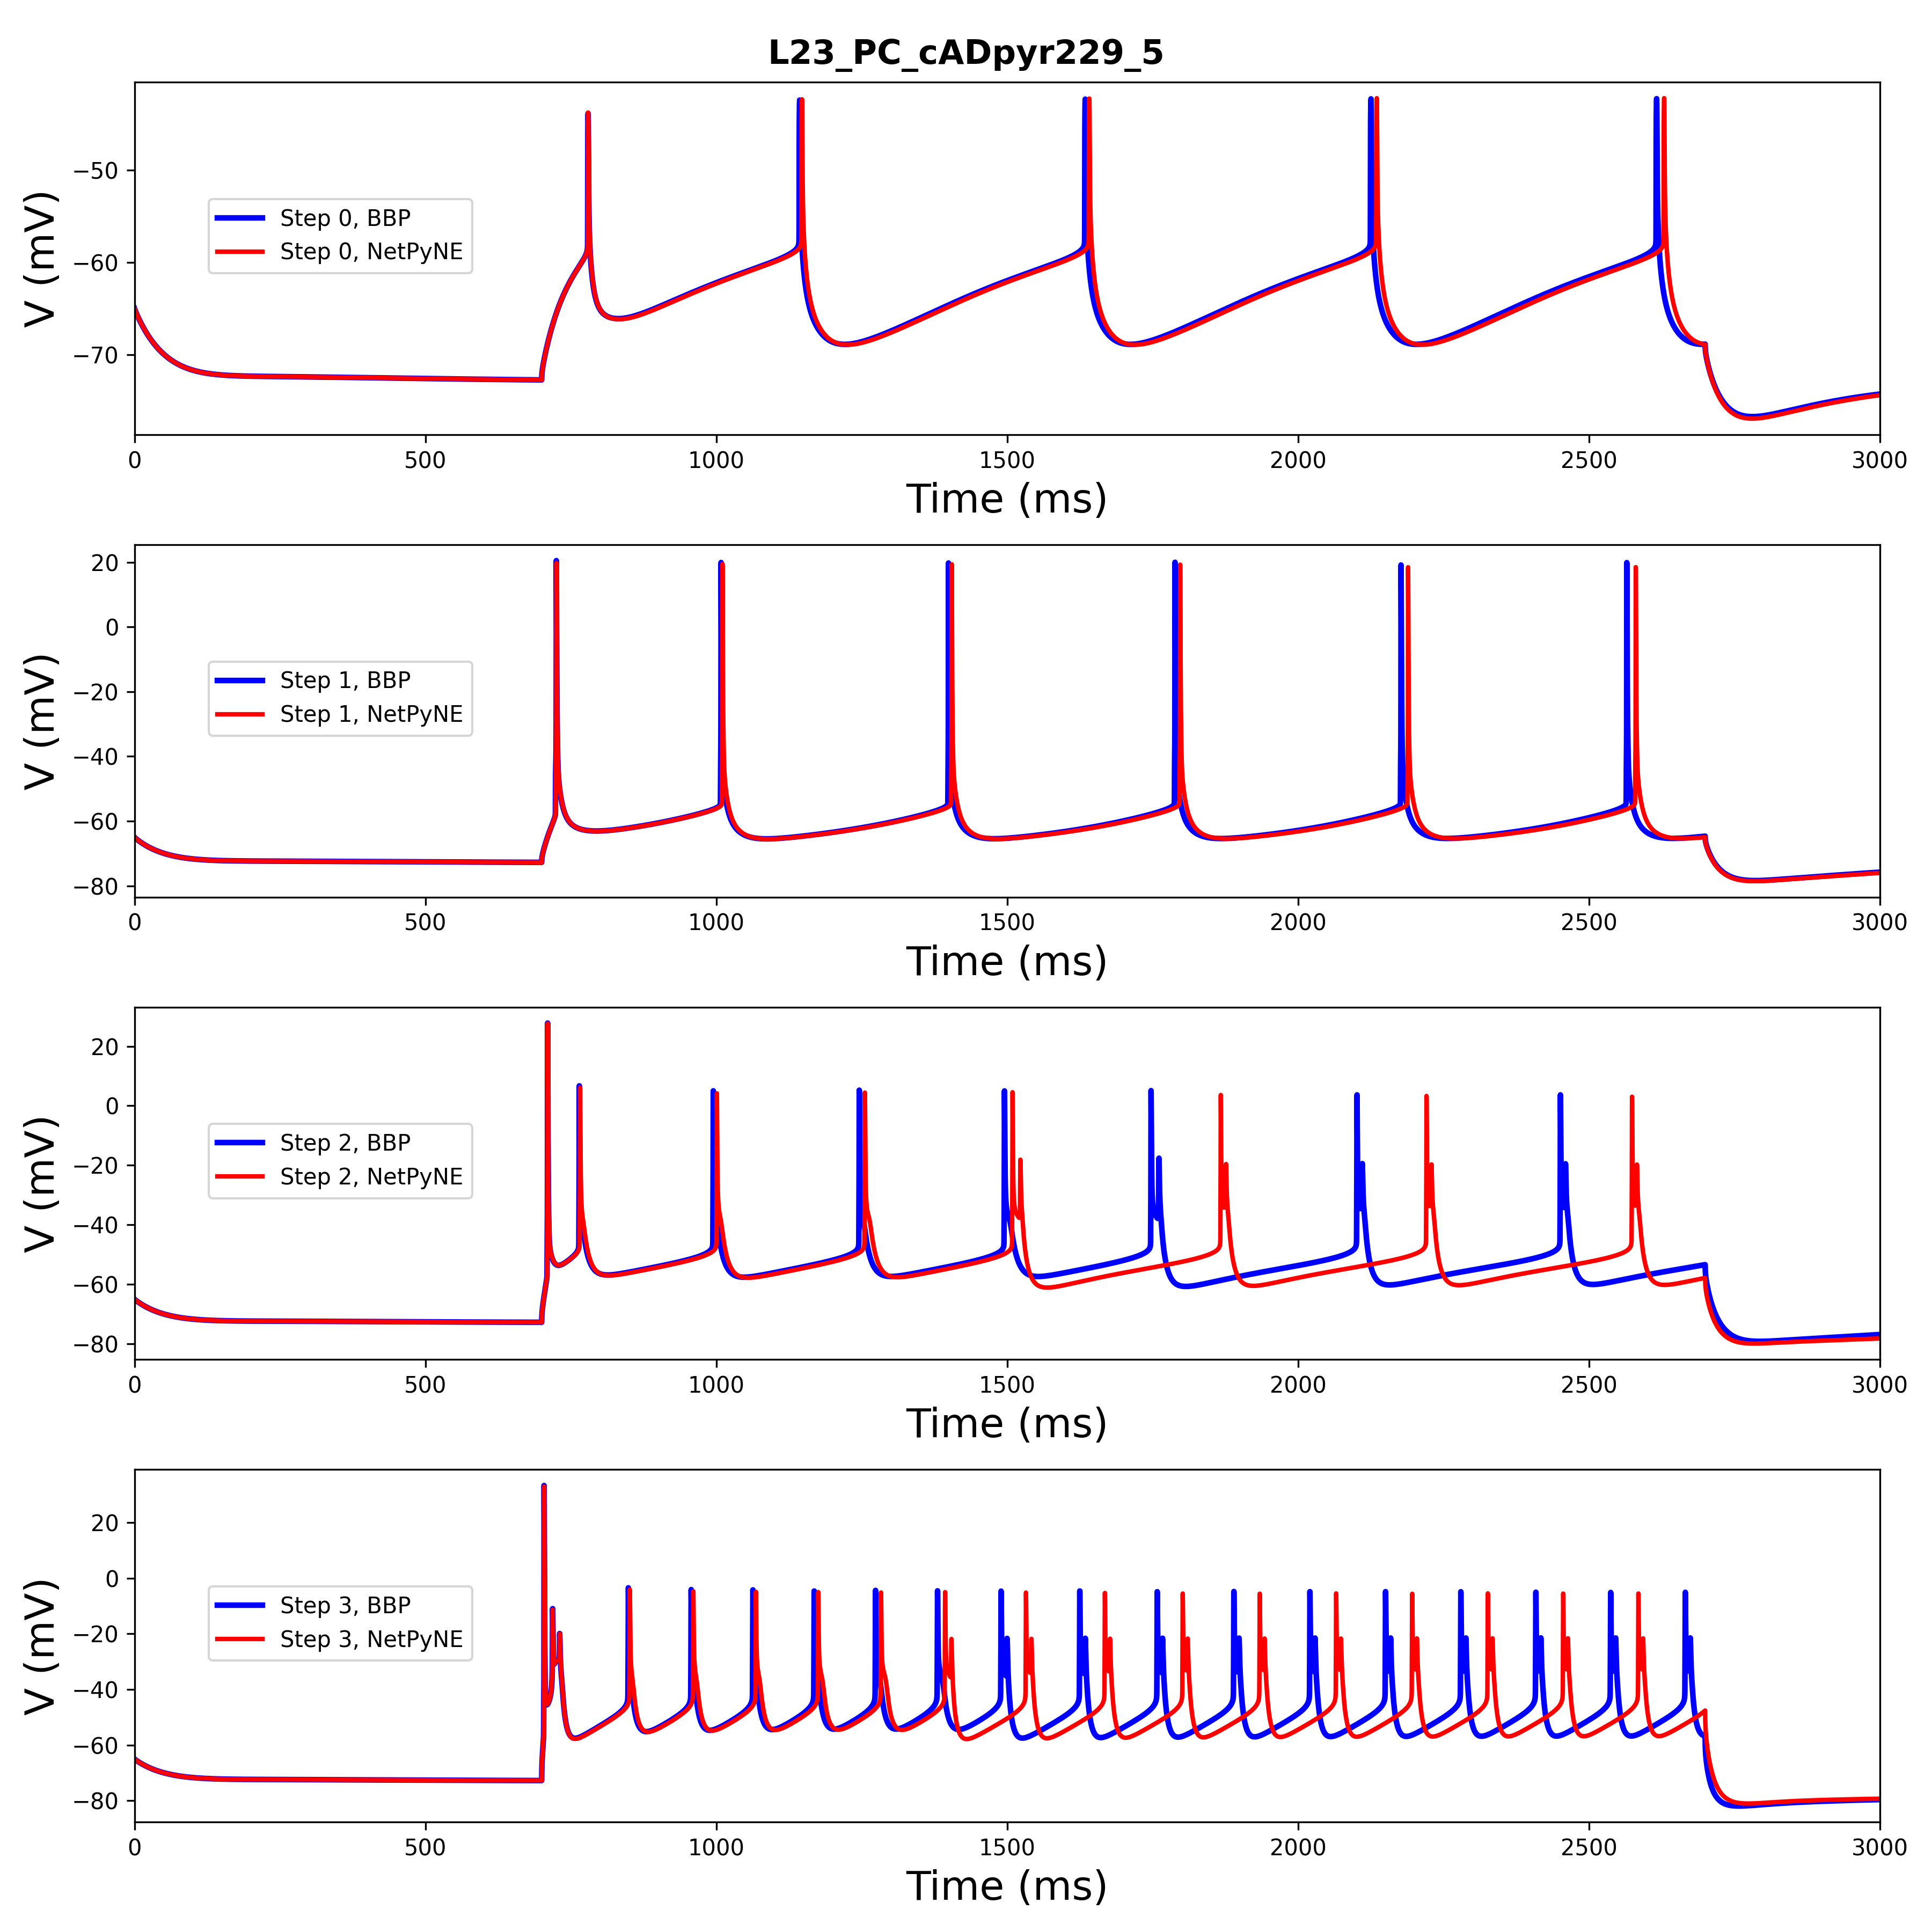 L23_PC_cADpyr229_5
−50
−60
−70
V (mV)
Step 0, BBP
Step 0, NetPyNE
0 500 1000 1500 2000 2500 3000
Time (ms)
20
0
−20
−40
−60
−80
V (mV)
Step 1, BBP
Step 1, NetPyNE
0 500 1000 1500 2000 2500 3000
Time (ms)
20
0
−20
−40
−60
−80
V (mV)
Step 2, BBP
Step 2, NetPyNE
0 500 1000 1500 2000 2500 3000
Time (ms)
20
0
−20
−40
−60
−80
V (mV)
Step 3, BBP
Step 3, NetPyNE
0 500 1000 1500 2000 2500 3000
Time (ms)